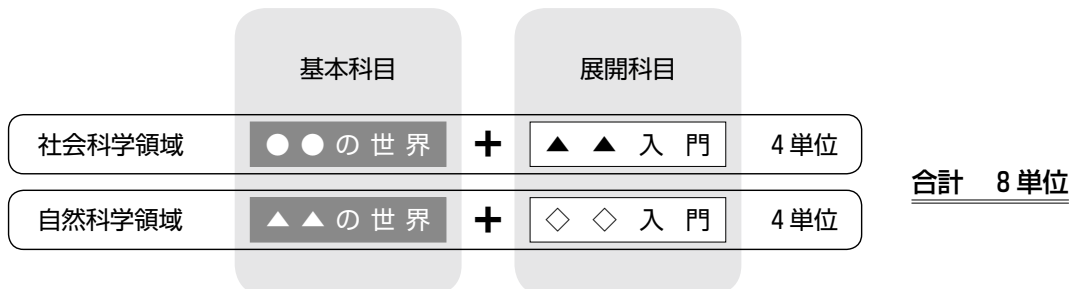 基本科目 展開科目
社会科学領域 ●●の世界 + ▲▲入門 4単位
合計 8単位
自然科学領域 ▲▲の世界 + ◇◇入門 4単位